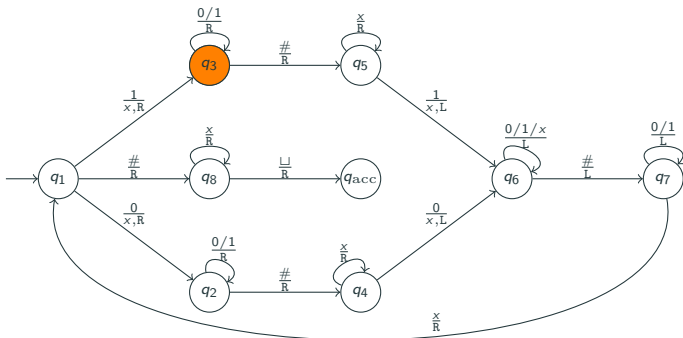 0/1
R
x
R
q3
#
R
q5
1
x,R
1
x,L
x
R
0/1/x
L
0/1
L
q1
#
R
q8
⊔
R
qacc
q6
#
L
q7
0
x,R
0
x,L
0/1
R
x
R
q2
#
R
q4
x
R